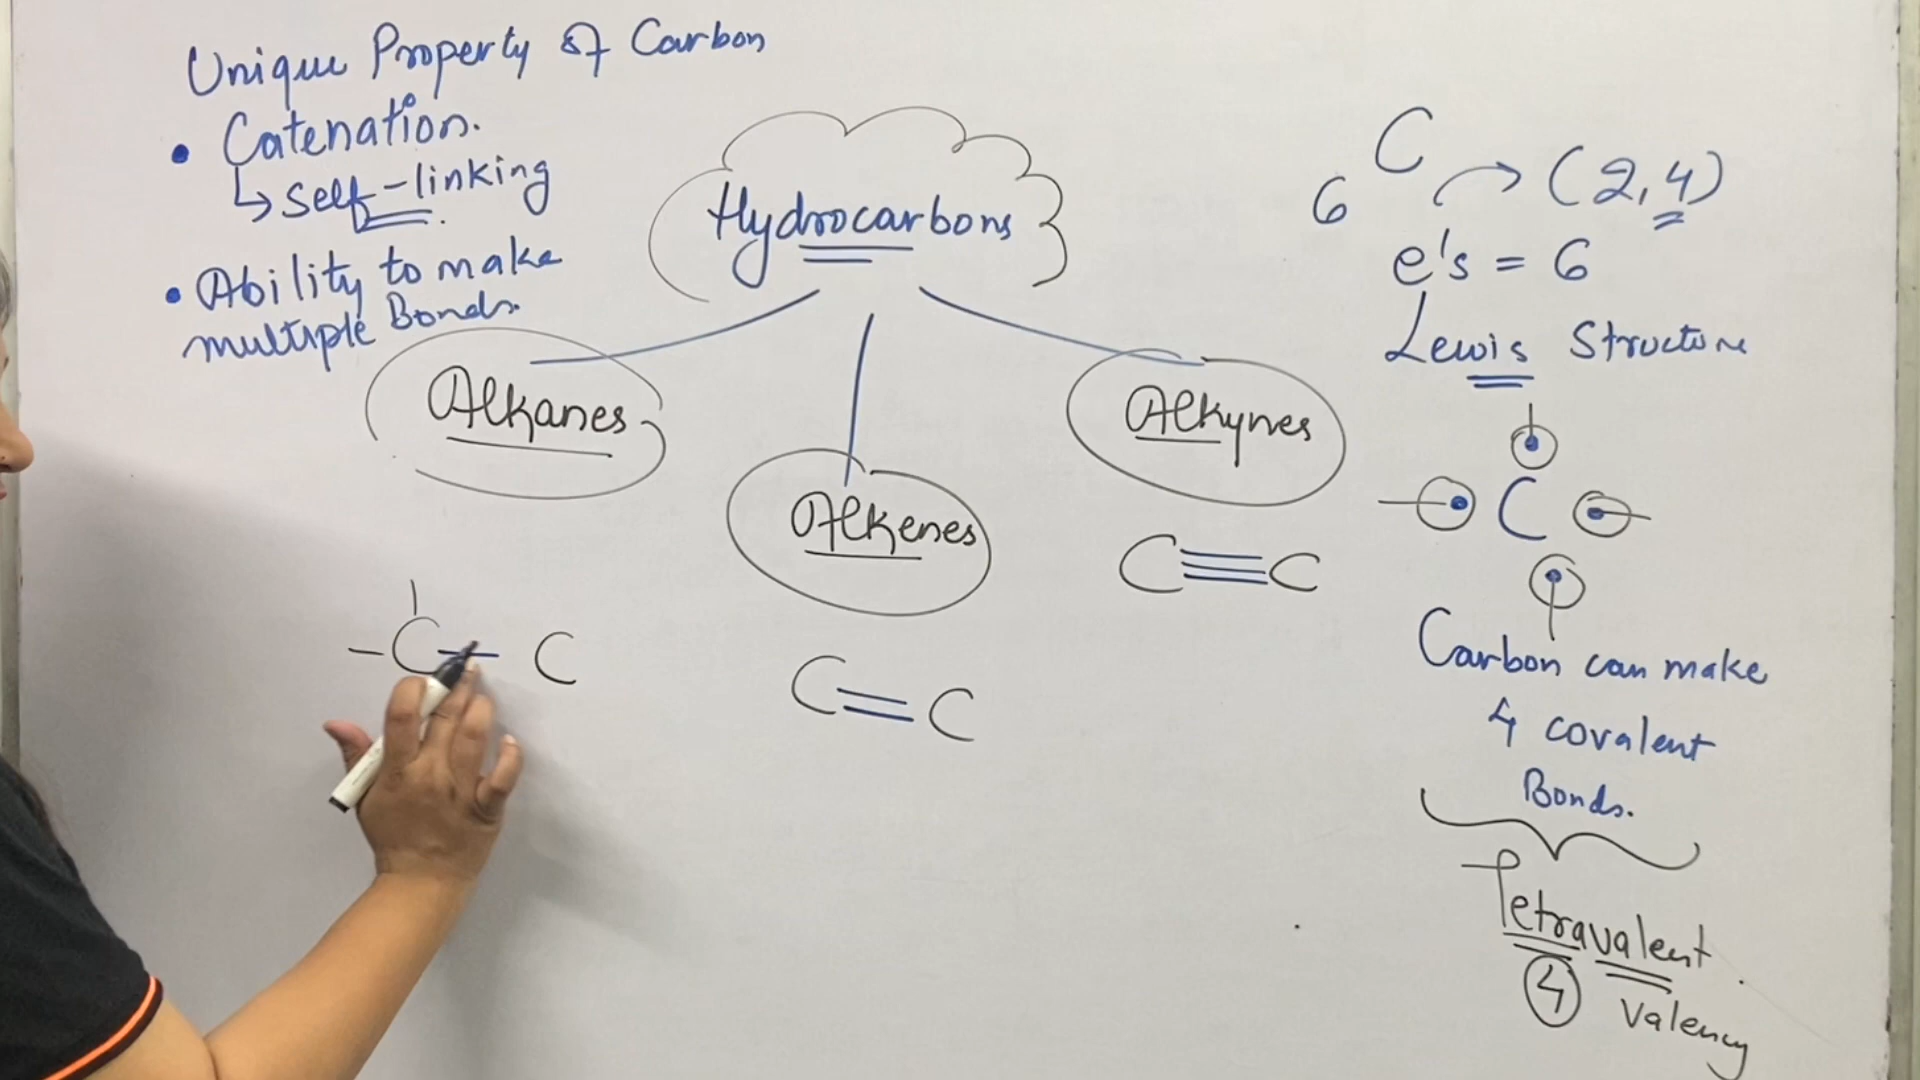 Unique Property of Carbon
• Catenation.
↳ self-linking
• Ability to make
multiple Bonds.
Hydrocarbons
Alkanes
Alkenes
Alkynes
-C-C
C=C
C≡C
6 C → (2,4)
e's = 6
Lewis Structure
C
Carbon can make
4 covalent
Bonds.
Tetravalent
4 Valency